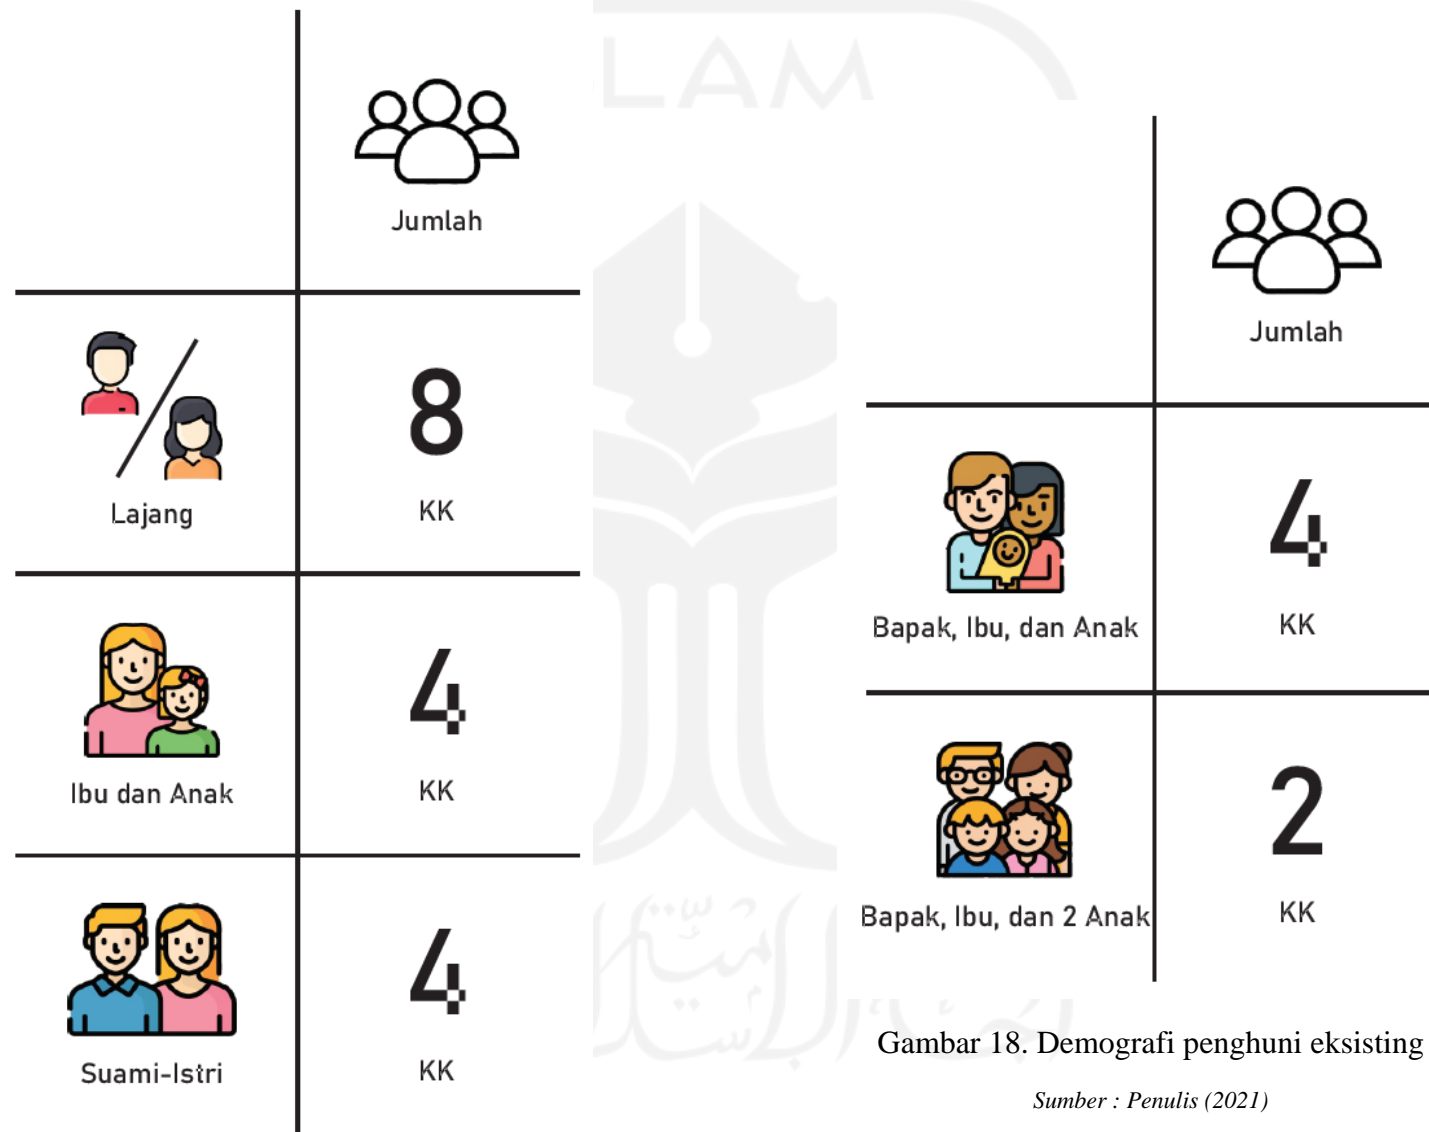 LAM
Jumlah
Lajang
8
KK
Ibu dan Anak
4
KK
Suami-Istri
4
KK
Jumlah
Bapak, Ibu, dan Anak
4
KK
Bapak, Ibu, dan 2 Anak
2
KK
Gambar 18. Demografi penghuni eksisting
Sumber : Penulis (2021)